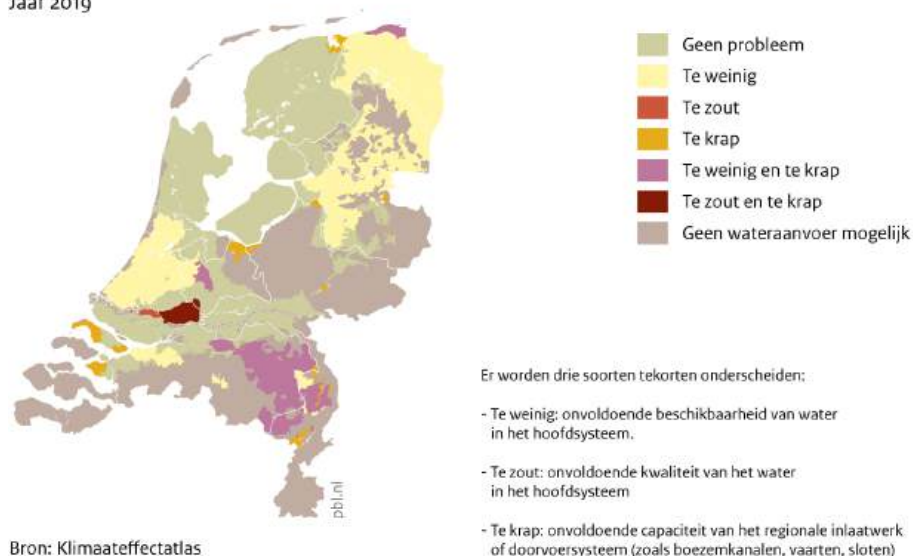 Jaar 2019
Geen probleem
Te weinig
Te zout
Te krap
Te weinig en te krap
Te zout en te krap
Geen wateraanvoer mogelijk
Er worden drie soorten tekorten onderscheiden:
- Te weinig: onvoldoende beschikbaarheid van water
in het hoofdsysteem.
- Te zout: onvoldoende kwaliteit van het water
in het hoofdsysteem
- Te krap: onvoldoende capaciteit van het regionale inlaatwerk
of doorvoersysteem (zoals boezemkanalen, vaarten, sloten)
pbl.nl
Bron: Klimaateffectatlas